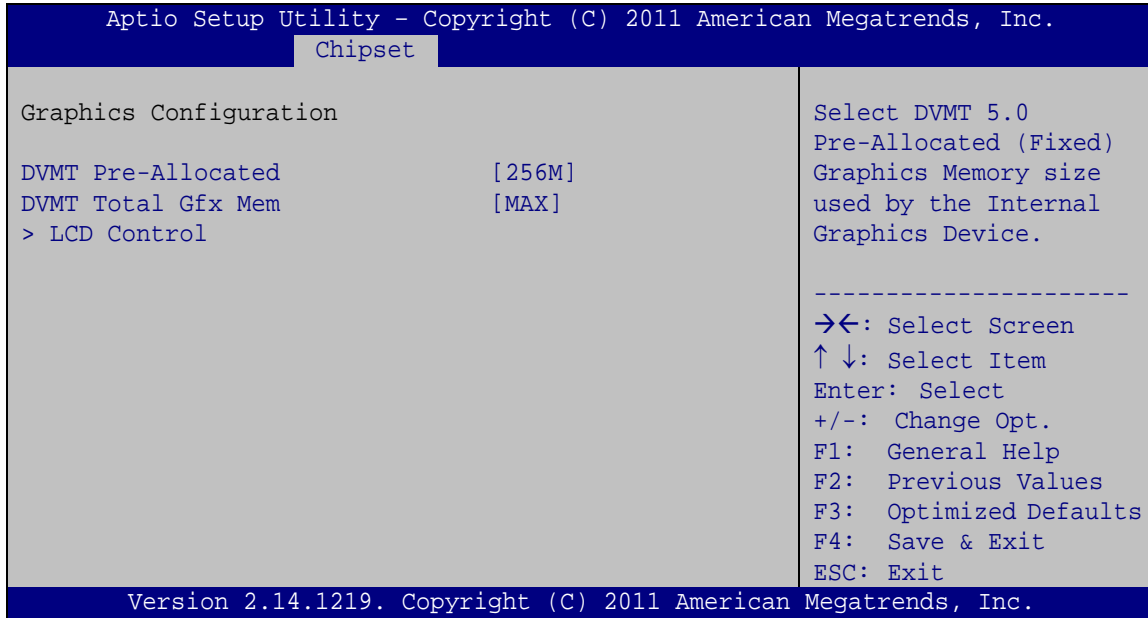 Aptio Setup Utility – Copyright (C) 2011 American Megatrends, Inc.
Chipset
Graphics Configuration
DVMT Pre-Allocated [256M]
DVMT Total Gfx Mem [MAX]
> LCD Control
Select DVMT 5.0
Pre-Allocated (Fixed)
Graphics Memory size
used by the Internal
Graphics Device.
----------------------
→←: Select Screen
↑ ↓: Select Item
Enter: Select
+/-: Change Opt.
F1: General Help
F2: Previous Values
F3: Optimized Defaults
F4: Save & Exit
ESC: Exit
Version 2.14.1219. Copyright (C) 2011 American Megatrends, Inc.